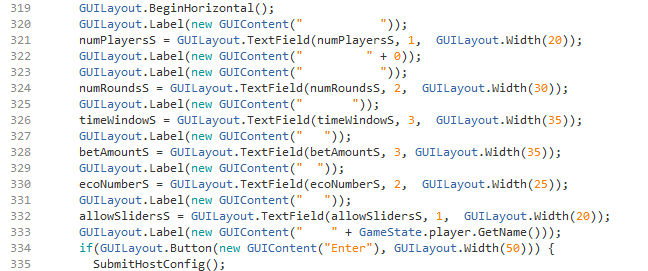 319 GUILayout.BeginHorizontal();
320 GUILayout.Label(new GUIContent("           "));
321 numPlayersS = GUILayout.TextField(numPlayersS, 1,  GUILayout.Width(20));
322 GUILayout.Label(new GUIContent("         " + 0));
323 GUILayout.Label(new GUIContent("           "));
324 numRoundsS = GUILayout.TextField(numRoundsS, 2,  GUILayout.Width(30));
325 GUILayout.Label(new GUIContent("       "));
326 timeWindowS = GUILayout.TextField(timeWindowS, 3,  GUILayout.Width(35));
327 GUILayout.Label(new GUIContent("   "));
328 betAmountS = GUILayout.TextField(betAmountS, 3, GUILayout.Width(35));
329 GUILayout.Label(new GUIContent("  "));
330 ecoNumberS = GUILayout.TextField(ecoNumberS, 2,  GUILayout.Width(25));
331 GUILayout.Label(new GUIContent("   "));
332 allowSlidersS = GUILayout.TextField(allowSlidersS, 1,  GUILayout.Width(20));
333 GUILayout.Label(new GUIContent("    " + GameState.player.GetName()));
334 if(GUILayout.Button(new GUIContent("Enter"), GUILayout.Width(50))) {
335 SubmitHostConfig();